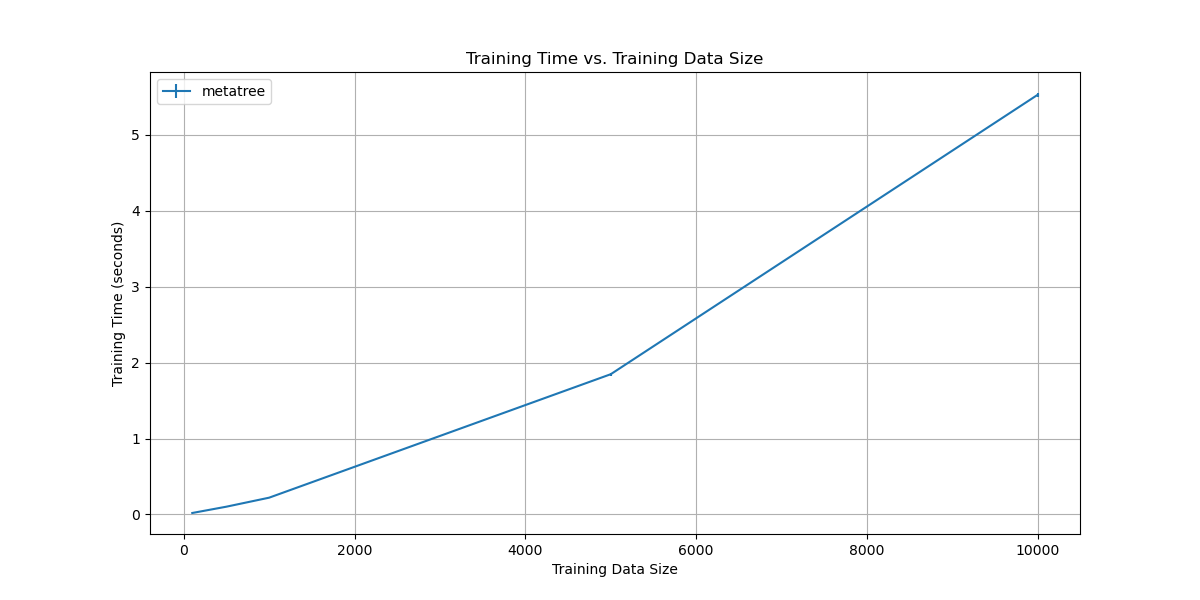 Training Time vs. Training Data Size
metatree
5
4
3
2
1
0
Training Time (seconds)
0 2000 4000 6000 8000 10000
Training Data Size